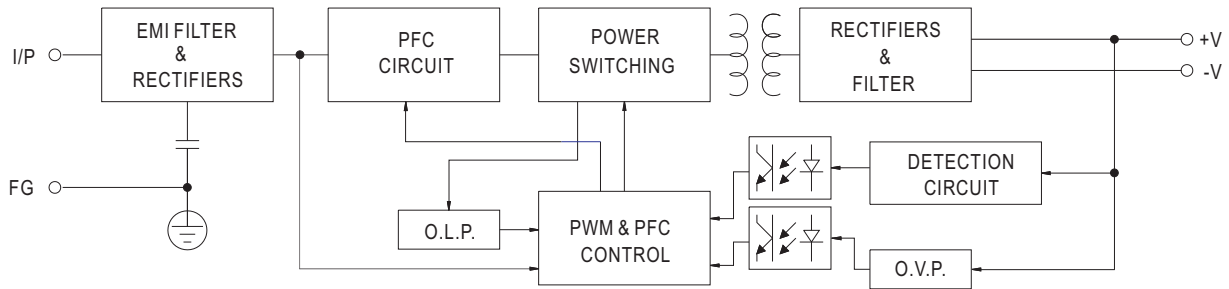 I/P
EMI FILTER
&
RECTIFIERS
PFC
CIRCUIT
POWER
SWITCHING
RECTIFIERS
&
FILTER
+V
-V
FG
O.L.P.
PWM & PFC
CONTROL
DETECTION
CIRCUIT
O.V.P.